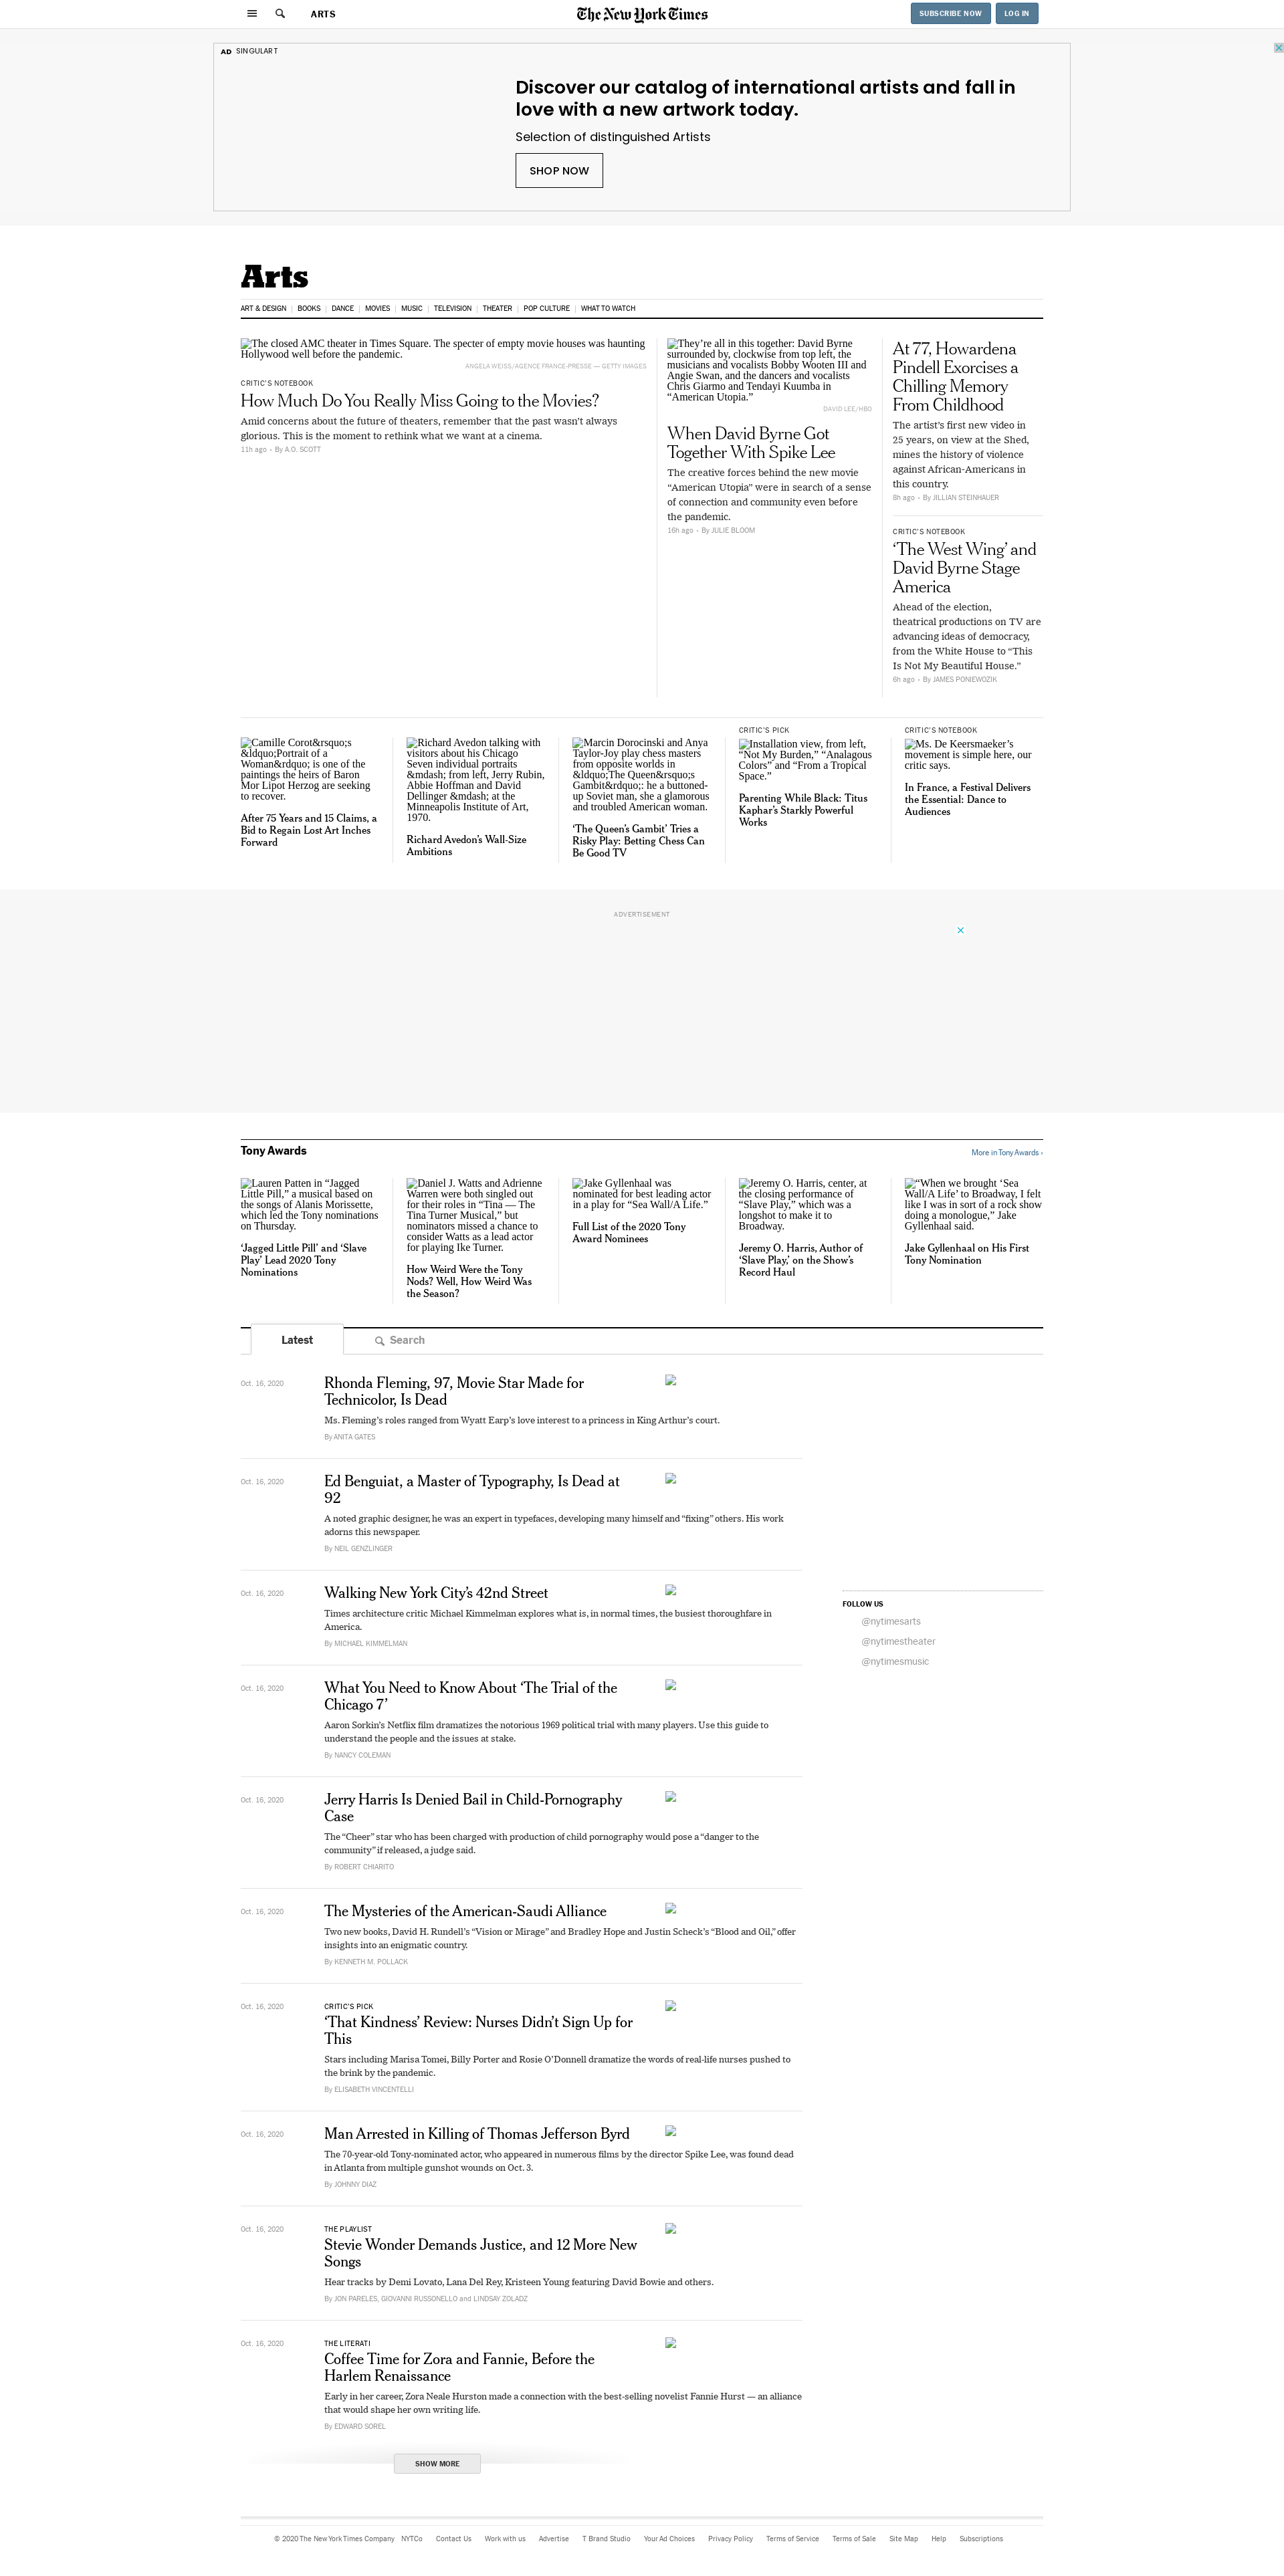 ARTS
The New York Times
SUBSCRIBE NOW
LOG IN
AD SINGULART
Discover our catalog of international artists and fall in
love with a new artwork today.
Selection of distinguished Artists
SHOP NOW
Arts
ART & DESIGN
BOOKS
DANCE
MOVIES
MUSIC
TELEVISION
THEATER
POP CULTURE
WHAT TO WATCH
The closed AMC theater in Times Square. The specter of empty movie houses was haunting
Hollywood well before the pandemic.
ANGELA WEISS/AGENCE FRANCE-PRESSE — GETTY IMAGES
CRITIC'S NOTEBOOK
How Much Do You Really Miss Going to the Movies?
Amid concerns about the future of theaters, remember that the past wasn't always
glorious. This is the moment to rethink what we want at a cinema.
11h ago • By A.O. SCOTT
They're all in this together: David Byrne
surrounded by, clockwise from top left, the
musicians and vocalists Bobby Wooten III and
Angie Swan, and the dancers and vocalists
Chris Giarmo and Tendayi Kuumba in
“American Utopia.”
DAVID LEE/HBO
When David Byrne Got
Together With Spike Lee
The creative forces behind the new movie
“American Utopia” were in search of a sense
of connection and community even before
the pandemic.
16h ago • By JULIE BLOOM
At 77, Howardena
Pindell Exorcises a
Chilling Memory
From Childhood
The artist’s first new video in
25 years, on view at the Shed,
mines the history of violence
against African-Americans in
this country.
8h ago • By JILLIAN STEINHAUER
CRITIC'S NOTEBOOK
‘The West Wing’ and
David Byrne Stage
America
Ahead of the election,
theatrical productions on TV are
advancing ideas of democracy,
from the White House to “This
Is Not My Beautiful House.”
6h ago • By JAMES PONIEWOZIK
Camille Corot&rsquo;s
&ldquo;Portrait of a
Woman&rdquo; is one of the
paintings the heirs of Baron
Mor Lipot Herzog are seeking
to recover.
After 75 Years and 15 Claims, a
Bid to Regain Lost Art Inches
Forward
Richard Avedon talking with
visitors about his Chicago
Seven individual portraits
&mdash; from left, Jerry Rubin,
Abbie Hoffman and David
Dellinger &mdash; at the
Minneapolis Institute of Art,
1970.
Richard Avedon’s Wall-Size
Ambitions
Marcin Dorocinski and Anya
Taylor-Joy play chess masters
from opposite worlds in
&ldquo;The Queen&rsquo;s
Gambit&rdquo;: he a buttoned-
up Soviet man, she a glamorous
and troubled American woman.
‘The Queen’s Gambit’ Tries a
Risky Play: Betting Chess Can
Be Good TV
CRITIC'S PICK
Installation view, from left,
“Not My Burden,” “Analagous
Colors” and “From a Tropical
Space.”
Parenting While Black: Titus
Kaphar’s Starkly Powerful
Works
CRITIC'S NOTEBOOK
Ms. De Keersmaeker’s
movement is simple here, our
critic says.
In France, a Festival Delivers
the Essential: Dance to
Audiences
ADVERTISEMENT
Tony Awards
More in Tony Awards ›
Lauren Patten in “Jagged
Little Pill,” a musical based on
the songs of Alanis Morissette,
which led the Tony nominations
on Thursday.
‘Jagged Little Pill’ and ‘Slave
Play’ Lead 2020 Tony
Nominations
Daniel J. Watts and Adrienne
Warren were both singled out
for their roles in “Tina — The
Tina Turner Musical,” but
nominators missed a chance to
consider Watts as a lead actor
for playing Ike Turner.
How Weird Were the Tony
Nods? Well, How Weird Was
the Season?
Jake Gyllenhaal was
nominated for best leading actor
in a play for “Sea Wall/A Life.”
Full List of the 2020 Tony
Award Nominees
Jeremy O. Harris, center, at
the closing performance of
“Slave Play,” which was a
longshot to make it to
Broadway.
Jeremy O. Harris, Author of
‘Slave Play,’ on the Show’s
Record Haul
“When we brought ‘Sea
Wall/A Life’ to Broadway, I felt
like I was in sort of a rock show
doing a monologue,” Jake
Gyllenhaal said.
Jake Gyllenhaal on His First
Tony Nomination
Latest
Search
Oct. 16, 2020
Rhonda Fleming, 97, Movie Star Made for
Technicolor, Is Dead
Ms. Fleming’s roles ranged from Wyatt Earp’s love interest to a princess in King Arthur’s court.
By ANITA GATES
Oct. 16, 2020
Ed Benguiat, a Master of Typography, Is Dead at
92
A noted graphic designer, he was an expert in typefaces, developing many himself and “fixing” others. His work
adorns this newspaper.
By NEIL GENZLINGER
Oct. 16, 2020
Walking New York City’s 42nd Street
Times architecture critic Michael Kimmelman explores what is, in normal times, the busiest thoroughfare in
America.
By MICHAEL KIMMELMAN
FOLLOW US
@nytimesarts
@nytimestheater
@nytimesmusic
Oct. 16, 2020
What You Need to Know About ‘The Trial of the
Chicago 7’
Aaron Sorkin’s Netflix film dramatizes the notorious 1969 political trial with many players. Use this guide to
understand the people and the issues at stake.
By NANCY COLEMAN
Oct. 16, 2020
Jerry Harris Is Denied Bail in Child-Pornography
Case
The “Cheer” star who has been charged with production of child pornography would pose a “danger to the
community” if released, a judge said.
By ROBERT CHIARITO
Oct. 16, 2020
The Mysteries of the American-Saudi Alliance
Two new books, David H. Rundell’s “Vision or Mirage” and Bradley Hope and Justin Scheck’s “Blood and Oil,” offer
insights into an enigmatic country.
By KENNETH M. POLLACK
Oct. 16, 2020
CRITIC'S PICK
‘That Kindness’ Review: Nurses Didn’t Sign Up for
This
Stars including Marisa Tomei, Billy Porter and Rosie O’Donnell dramatize the words of real-life nurses pushed to
the brink by the pandemic.
By ELISABETH VINCENTELLI
Oct. 16, 2020
Man Arrested in Killing of Thomas Jefferson Byrd
The 70-year-old Tony-nominated actor, who appeared in numerous films by the director Spike Lee, was found dead
in Atlanta from multiple gunshot wounds on Oct. 3.
By JOHNNY DIAZ
Oct. 16, 2020
THE PLAYLIST
Stevie Wonder Demands Justice, and 12 More New
Songs
Hear tracks by Demi Lovato, Lana Del Rey, Kristeen Young featuring David Bowie and others.
By JON PARELES, GIOVANNI RUSSONELLO and LINDSAY ZOLADZ
Oct. 16, 2020
THE LITERATI
Coffee Time for Zora and Fannie, Before the
Harlem Renaissance
Early in her career, Zora Neale Hurston made a connection with the best-selling novelist Fannie Hurst — an alliance
that would shape her own writing life.
By EDWARD SOREL
SHOW MORE
© 2020 The New York Times Company
NYTCo
Contact Us
Work with us
Advertise
T Brand Studio
Your Ad Choices
Privacy Policy
Terms of Service
Terms of Sale
Site Map
Help
Subscriptions